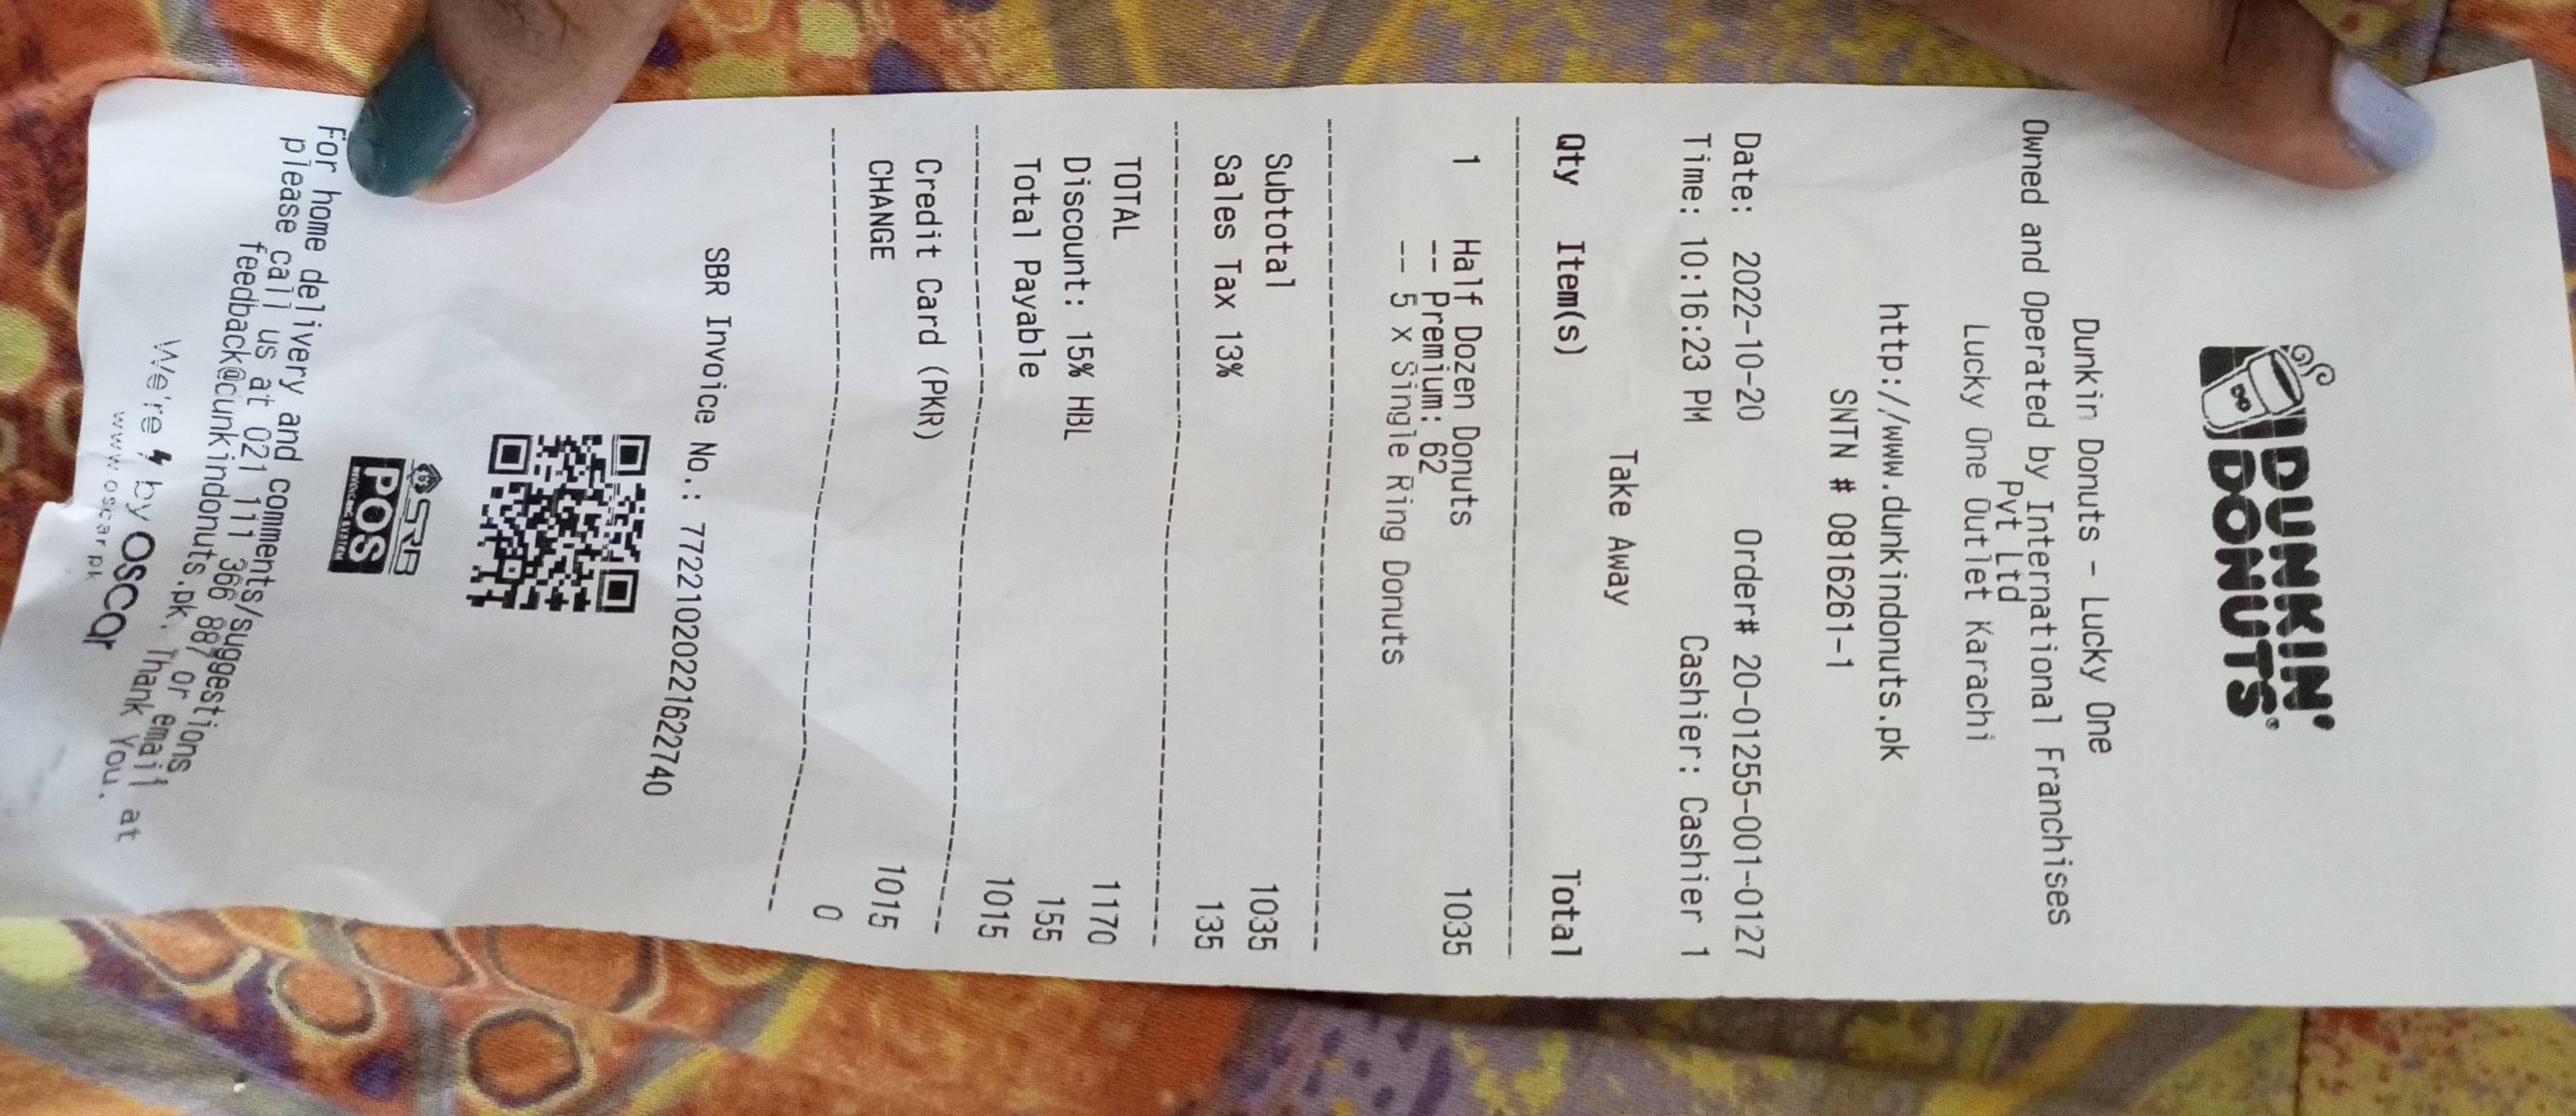 DUNKIN'
DONUTS
Dunkin Donuts - Lucky One
Owned and Operated by International Franchises
Pvt Ltd
Lucky One Outlet Karachi
http://www.dunkindonuts.pk
SNTN # 0816261-1
Date: 2022-10-20 Order# 20-01255-001-0127
Time: 10:16:23 PM Cashier: Cashier 1
Take Away
Qty Item(s) Total
1 Half Dozen Donuts 1035
-- Premium: 62
-- 5 x Single Ring Donuts
Subtotal 1035
Sales Tax 13% 135
TOTAL 1170
Discount: 15% HBL 155
Total Payable 1015
Credit Card (PKR) 1015
CHANGE 0
SBR Invoice No.: 7722102020221622740
SRB
POS
INVOICING SYSTEM
For home delivery and comments/suggestions
please call us at 021 111 366 887 or email at
feedback@dunkindonuts.pk. Thank You.
We're by Oscar
www.oscar.pk